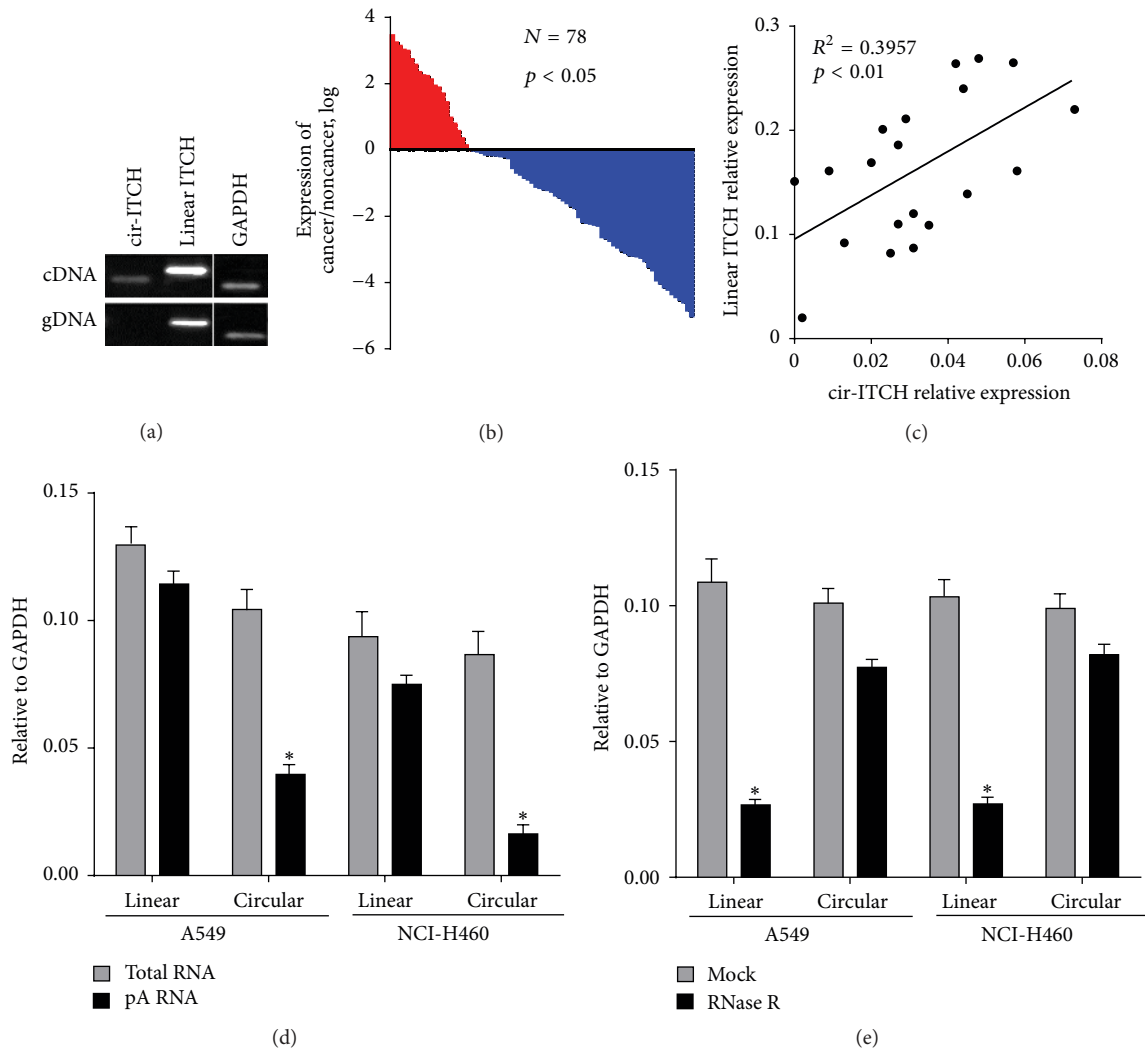 cir-ITCH
Linear ITCH
GAPDH
cDNA
gDNA
(a)
Expression of
cancer/noncancer, log
4
2
0
−2
−4
−6
N = 78
p < 0.05
(b)
Linear ITCH relative expression
0.3
0.2
0.1
0
R² = 0.3957
p < 0.01
0 0.02 0.04 0.06 0.08
cir-ITCH relative expression
(c)
Relative to GAPDH
0.15
0.10
0.05
0.00
*
*
Linear Circular Linear Circular
A549 NCI-H460
Total RNA
pA RNA
(d)
Relative to GAPDH
0.15
0.10
0.05
0.00
*
*
Linear Circular Linear Circular
A549 NCI-H460
Mock
RNase R
(e)